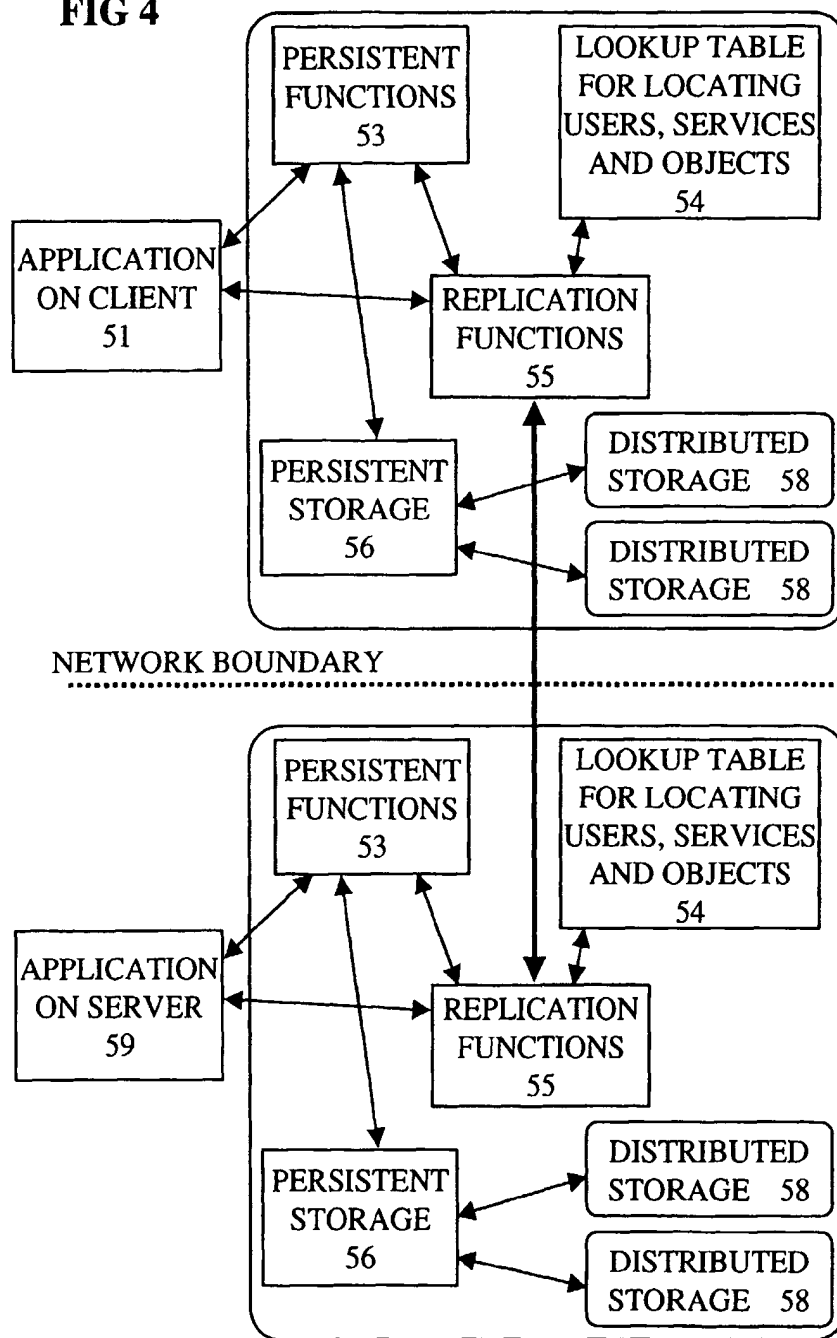 FIG 4
PERSISTENT
FUNCTIONS
53
LOOKUP TABLE
FOR LOCATING
USERS, SERVICES
AND OBJECTS
54
APPLICATION
ON CLIENT
51
REPLICATION
FUNCTIONS
55
PERSISTENT
STORAGE
56
DISTRIBUTED
STORAGE 58
DISTRIBUTED
STORAGE 58
NETWORK BOUNDARY
PERSISTENT
FUNCTIONS
53
LOOKUP TABLE
FOR LOCATING
USERS, SERVICES
AND OBJECTS
54
APPLICATION
ON SERVER
59
REPLICATION
FUNCTIONS
55
PERSISTENT
STORAGE
56
DISTRIBUTED
STORAGE 58
DISTRIBUTED
STORAGE 58